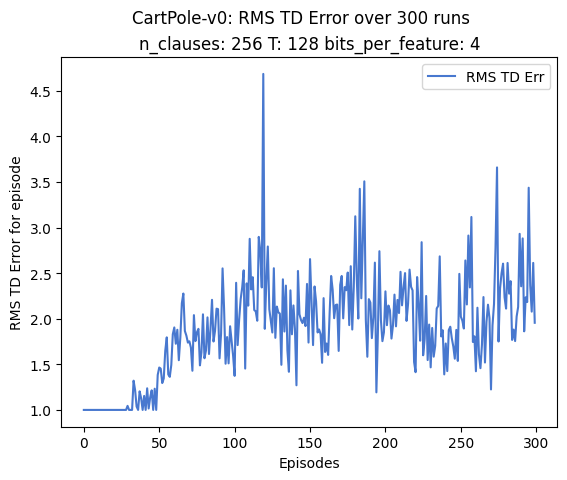 CartPole-v0: RMS TD Error over 300 runs
n_clauses: 256 T: 128 bits_per_feature: 4
RMS TD Err
4.5
4.0
3.5
3.0
2.5
2.0
1.5
1.0
RMS TD Error for episode
0 50 100 150 200 250 300
Episodes